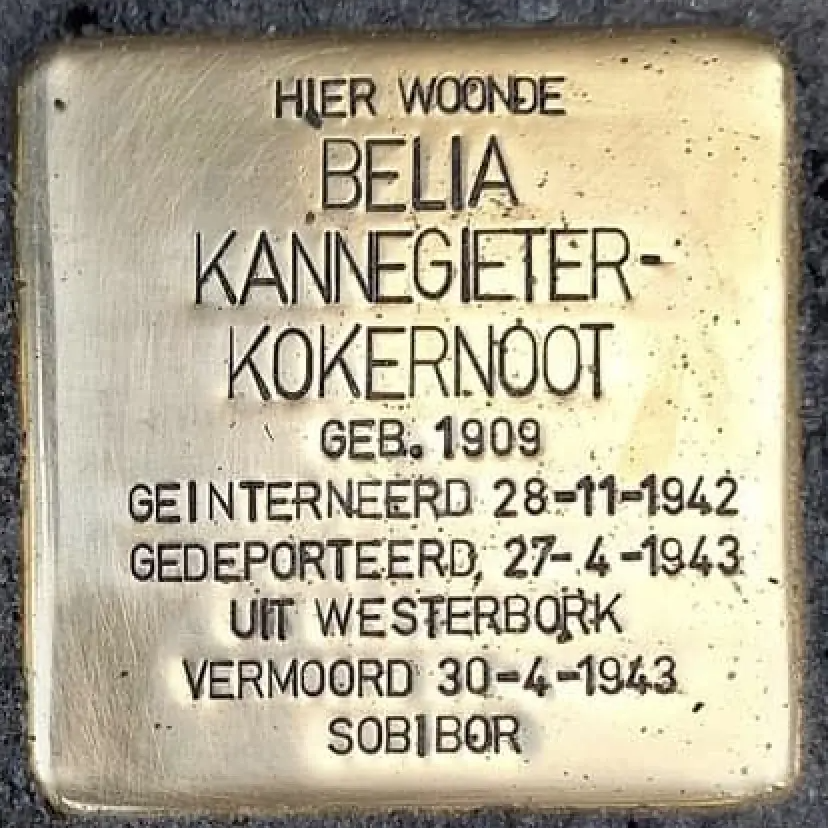 HIER WOONDE
BELIA
KANNEGIETER-
KOKERNOOT
GEB. 1909
GEINTERNEERD 28-11-1942
GEDEPORTEERD 27-4-1943
UIT WESTERBORK
VERMOORD 30-4-1943
SOBIBOR